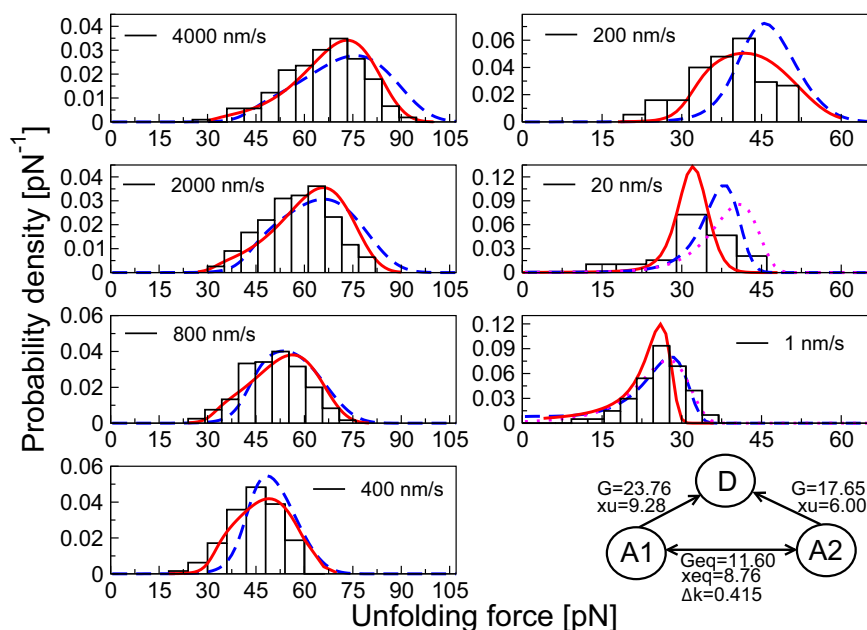 Probability density [pN⁻¹]
4000 nm/s
0.04
0.03
0.02
0.01
0
0 15 30 45 60 75 90 105
200 nm/s
0.06
0.04
0.02
0.00
0 15 30 45 60
2000 nm/s
0.04
0.03
0.02
0.01
0
0 15 30 45 60 75 90 105
20 nm/s
0.12
0.09
0.06
0.03
0.00
0 15 30 45 60
800 nm/s
0.06
0.04
0.02
0
0 15 30 45 60 75 90 105
1 nm/s
0.12
0.09
0.06
0.03
0.00
0 15 30 45 60
400 nm/s
0.06
0.04
0.02
0
0 15 30 45 60 75 90 105
D
G=23.76
xu=9.28
G=17.65
xu=6.00
A1
A2
Geq=11.60
xeq=8.76
Δk=0.415
Unfolding force [pN]